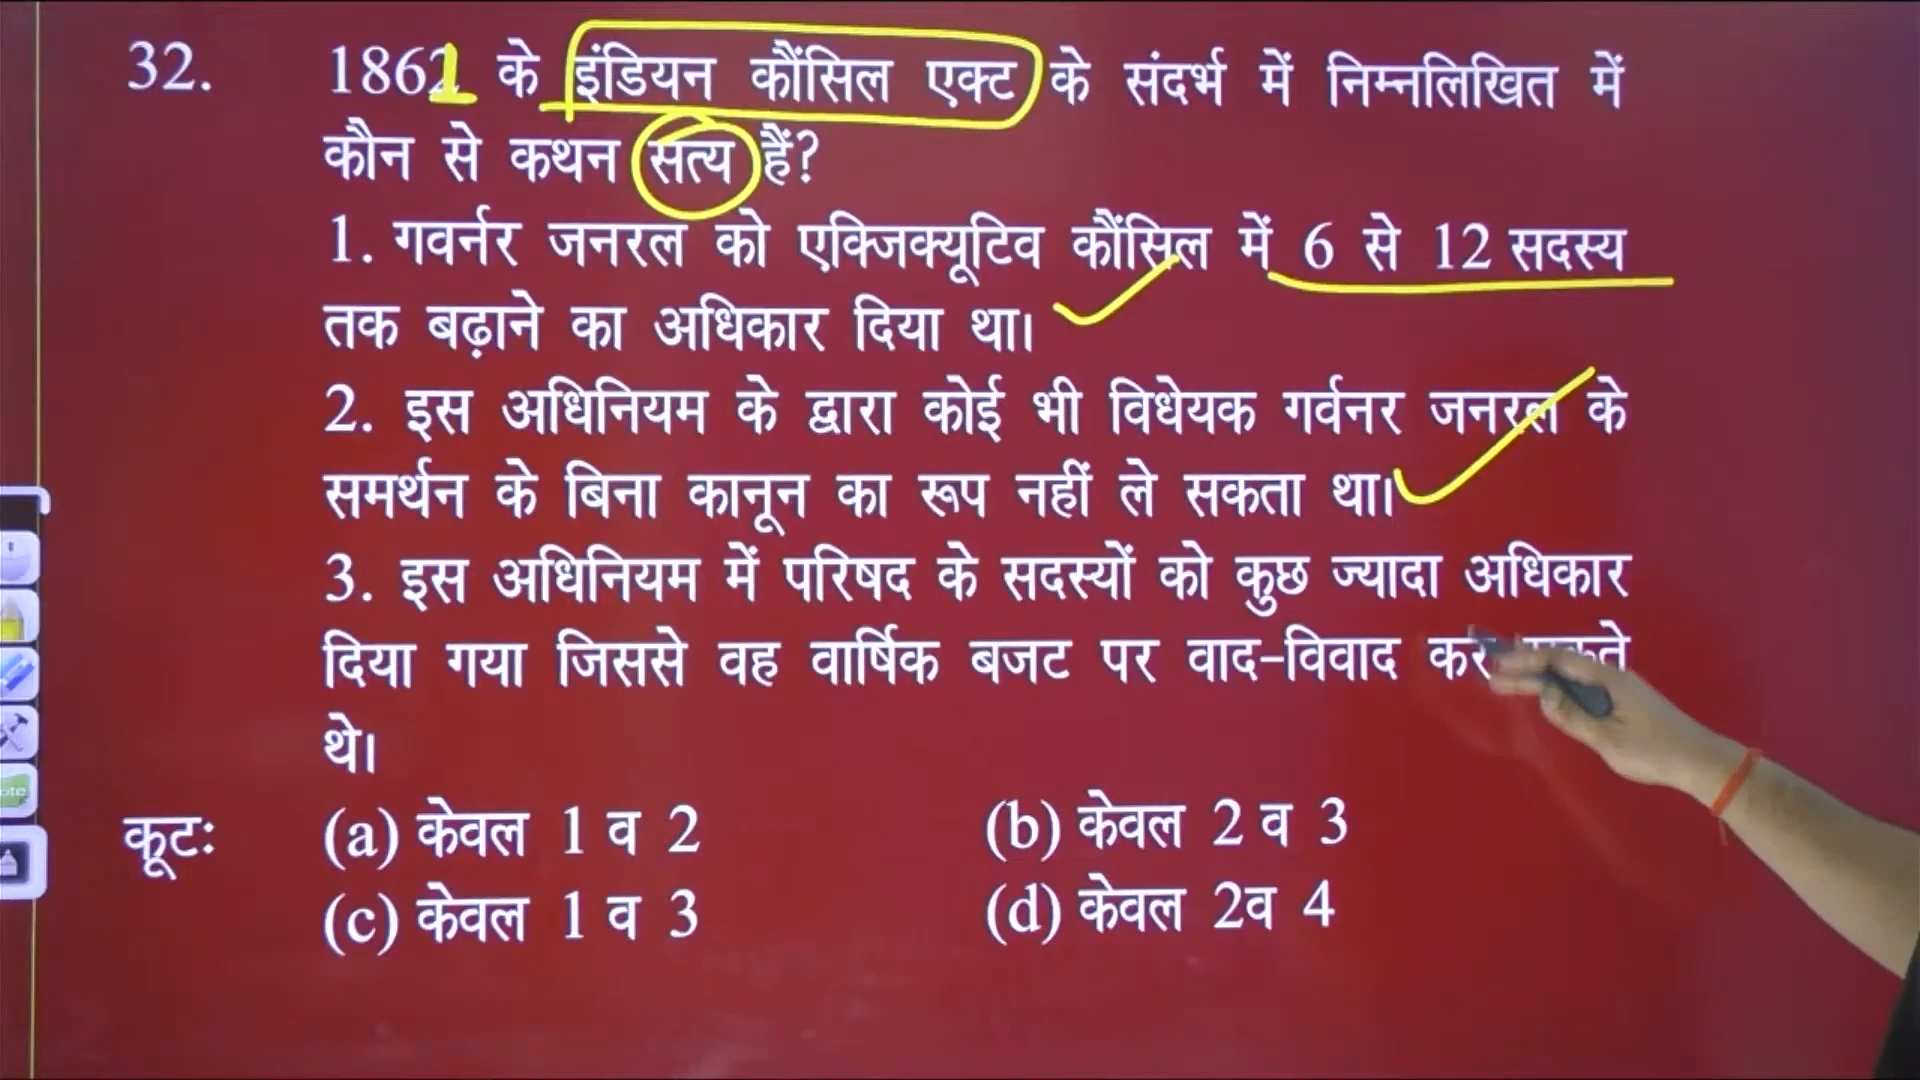 32. 1861 के इंडियन कौंसिल एक्ट के संदर्भ में निम्नलिखित में
कौन से कथन सत्य हैं?
1. गवर्नर जनरल को एक्जिक्यूटिव कौंसिल में 6 से 12 सदस्य
तक बढ़ाने का अधिकार दिया था।
2. इस अधिनियम के द्वारा कोई भी विधेयक गर्वनर जनरल के
समर्थन के बिना कानून का रूप नहीं ले सकता था।
3. इस अधिनियम में परिषद के सदस्यों को कुछ ज्यादा अधिकार
दिया गया जिससे वह वार्षिक बजट पर वाद-विवाद कर
थे।
कूटः (a) केवल 1 व 2 (b) केवल 2 व 3
(c) केवल 1 व 3 (d) केवल 2व 4